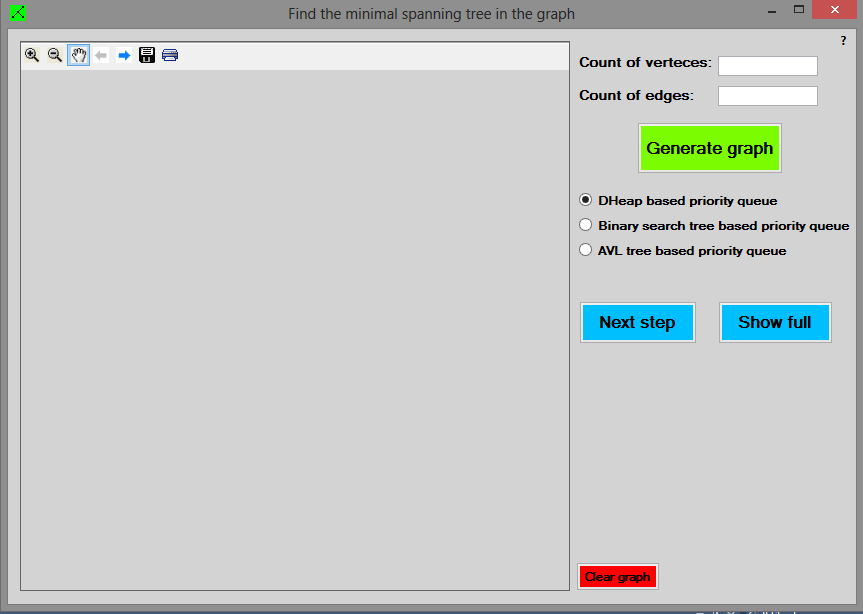 Find the minimal spanning tree in the graph
?
Count of verteces:
Count of edges:
Generate graph
DHeap based priority queue
Binary search tree based priority queue
AVL tree based priority queue
Next step Show full
Clear graph